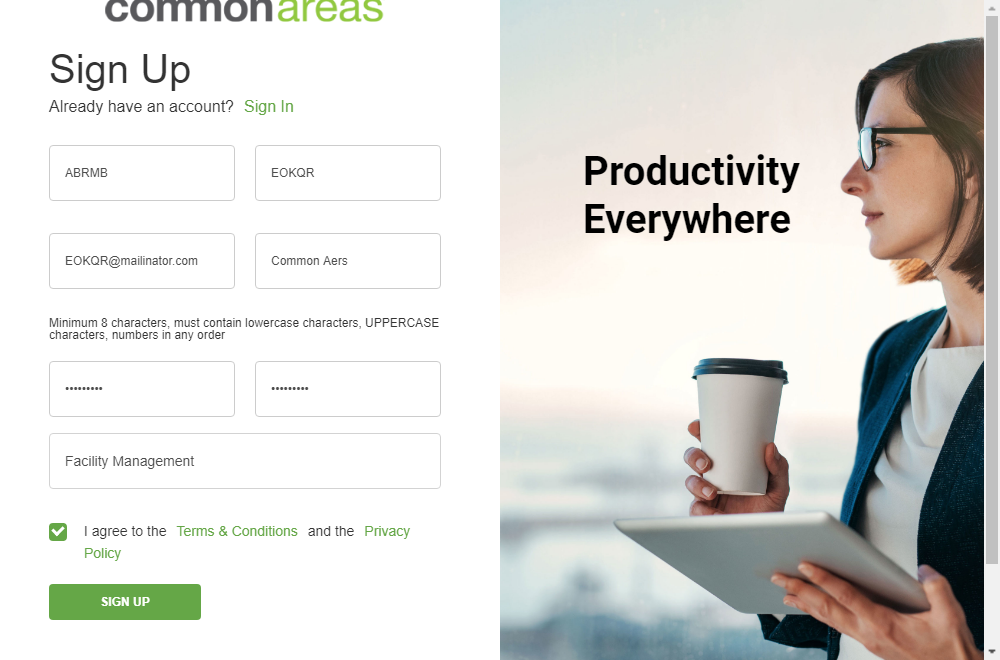 commonareas
Sign Up
Already have an account? Sign In
ABRMB
EOKQR
EOKQR@mailinator.com
Common Aers
Minimum 8 characters, must contain lowercase characters, UPPERCASE
characters, numbers in any order
•••••••••
•••••••••
Facility Management
I agree to the Terms & Conditions and the Privacy
Policy
SIGN UP
Productivity
Everywhere